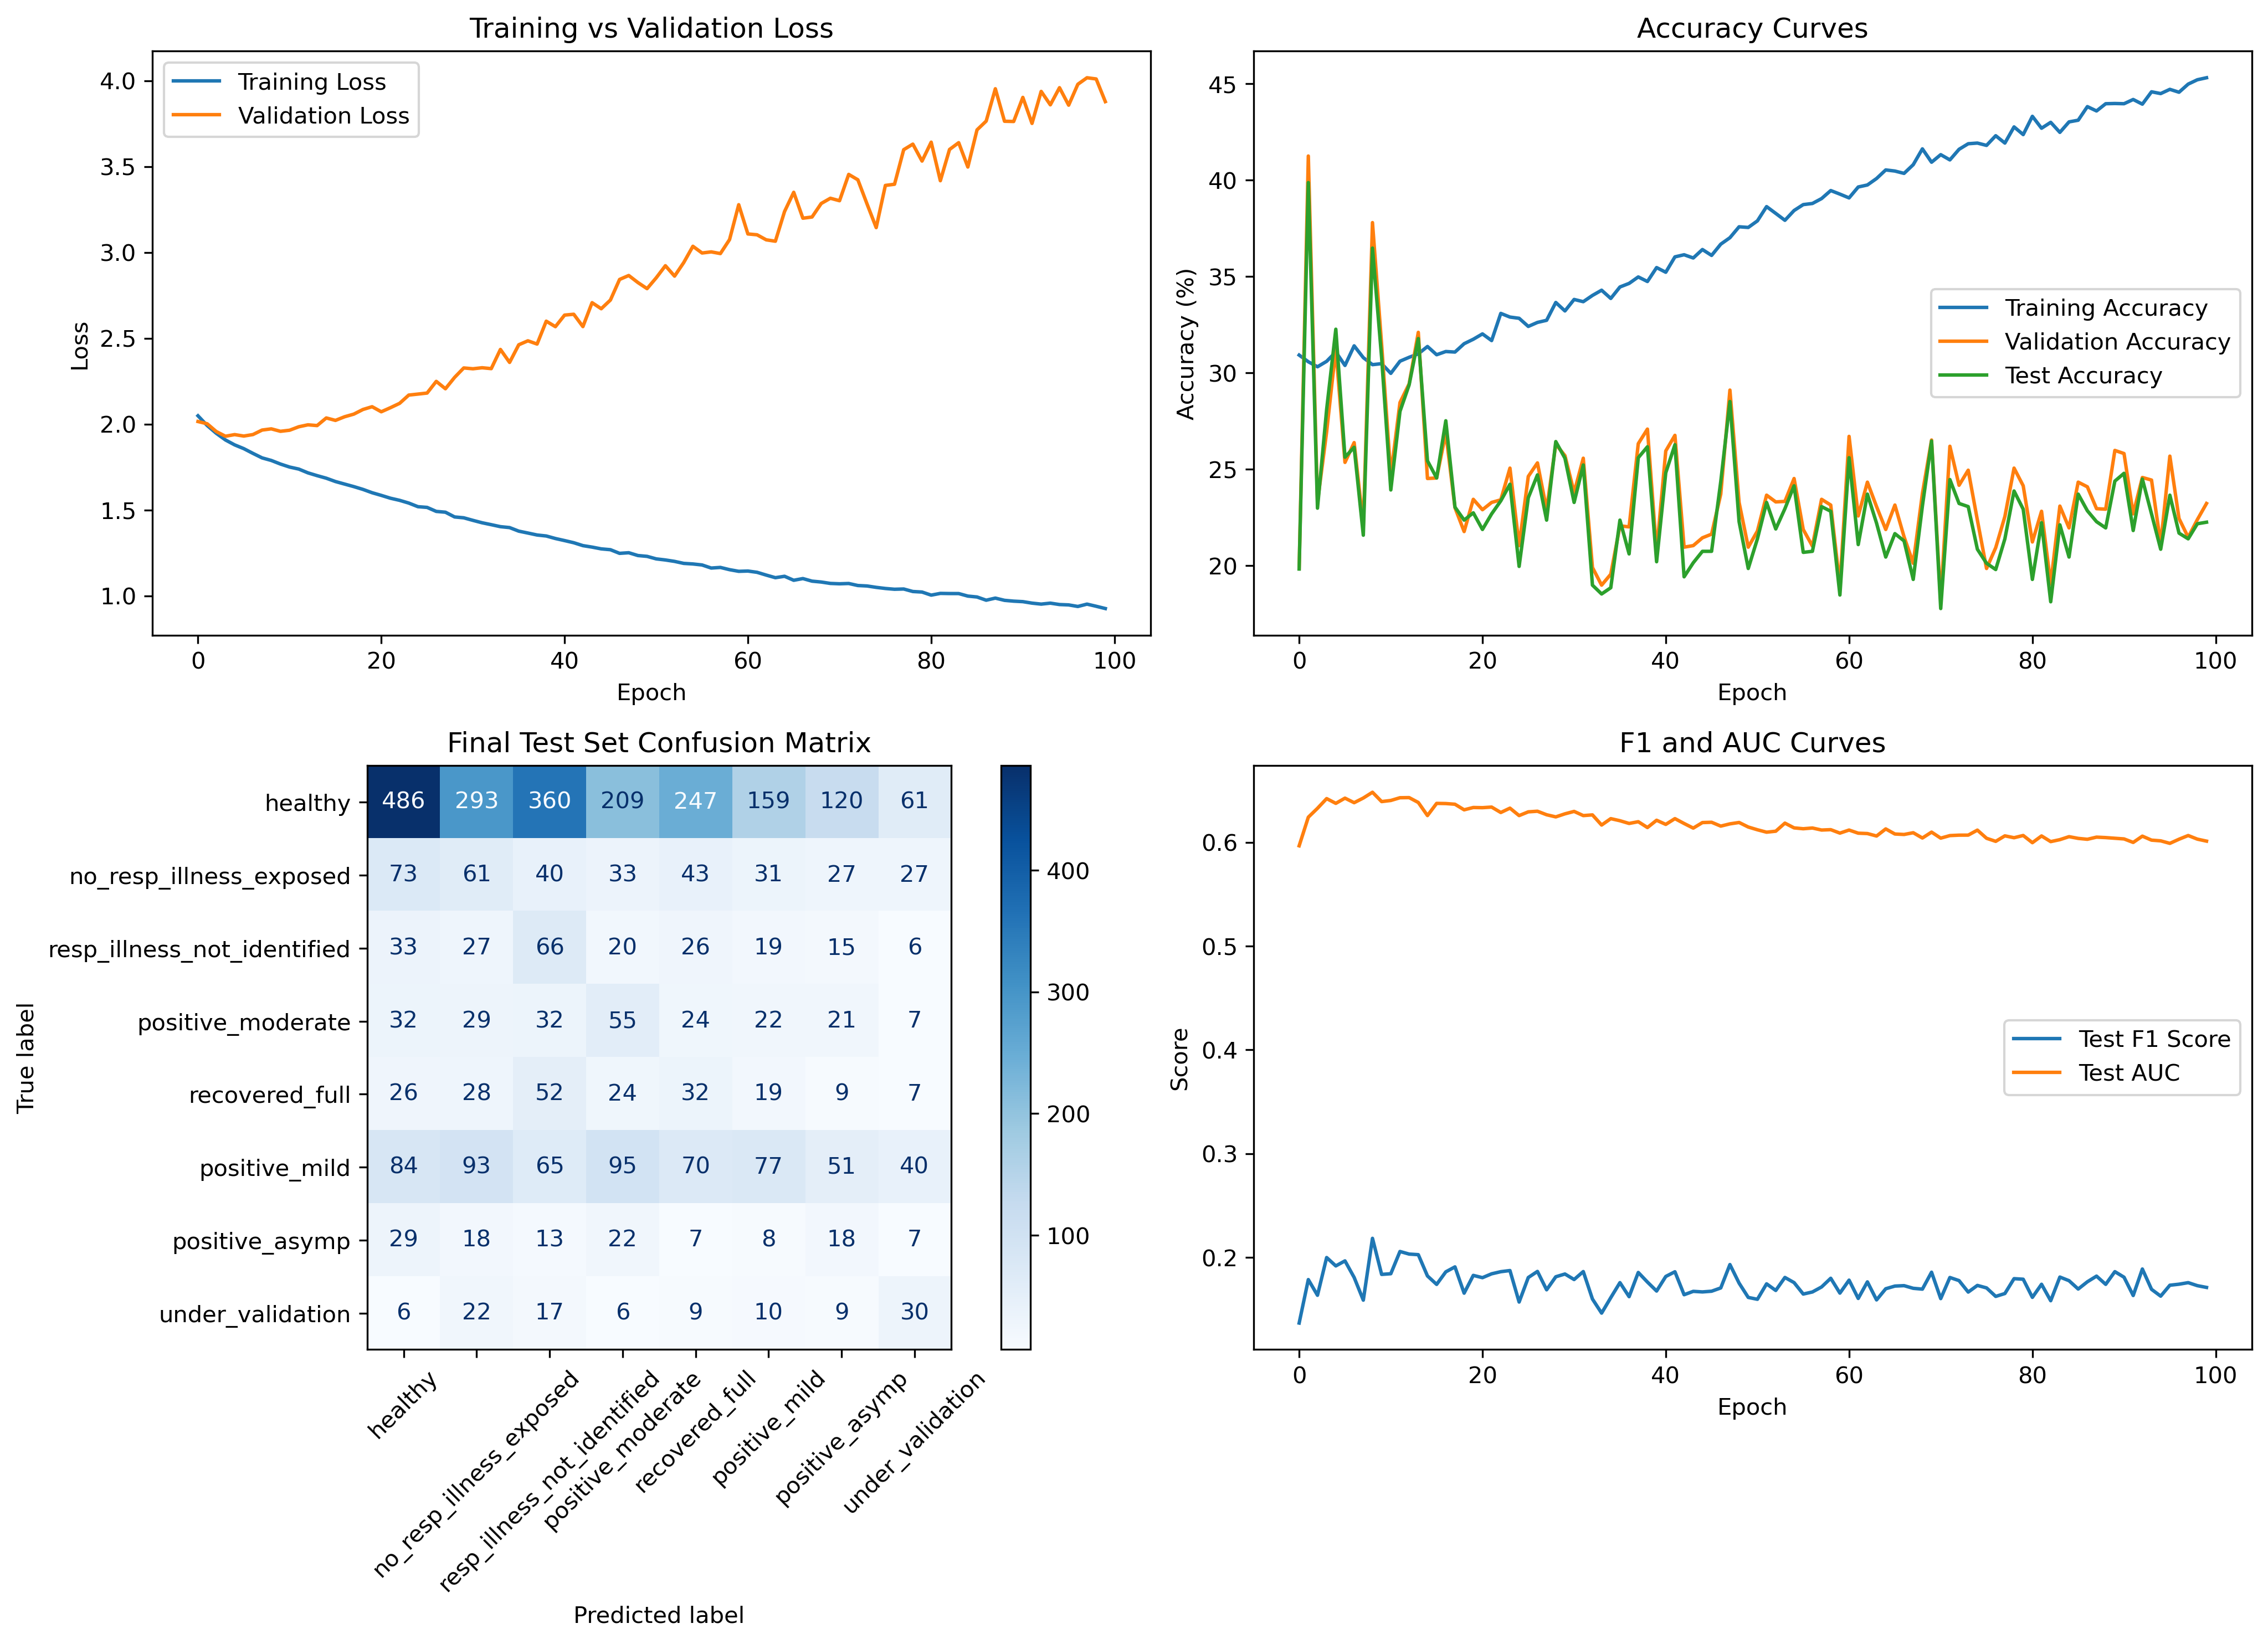 Training vs Validation Loss
Training Loss
Validation Loss
4.0
3.5
3.0
2.5
2.0
1.5
1.0
Loss
0 20 40 60 80 100
Epoch
Accuracy Curves
45
40
35
30
25
20
Accuracy (%)
Training Accuracy
Validation Accuracy
Test Accuracy
0 20 40 60 80 100
Epoch
Final Test Set Confusion Matrix
True label
healthy 486 293 360 209 247 159 120 61
no_resp_illness_exposed 73 61 40 33 43 31 27 27
resp_illness_not_identified 33 27 66 20 26 19 15 6
positive_moderate 32 29 32 55 24 22 21 7
recovered_full 26 28 52 24 32 19 9 7
positive_mild 84 93 65 95 70 77 51 40
positive_asymp 29 18 13 22 7 8 18 7
under_validation 6 22 17 6 9 10 9 30
healthy
no_resp_illness_exposed
resp_illness_not_identified
positive_moderate
recovered_full
positive_mild
positive_asymp
under_validation
Predicted label
400
300
200
100
F1 and AUC Curves
0.6
0.5
0.4
0.3
0.2
Score
Test F1 Score
Test AUC
0 20 40 60 80 100
Epoch